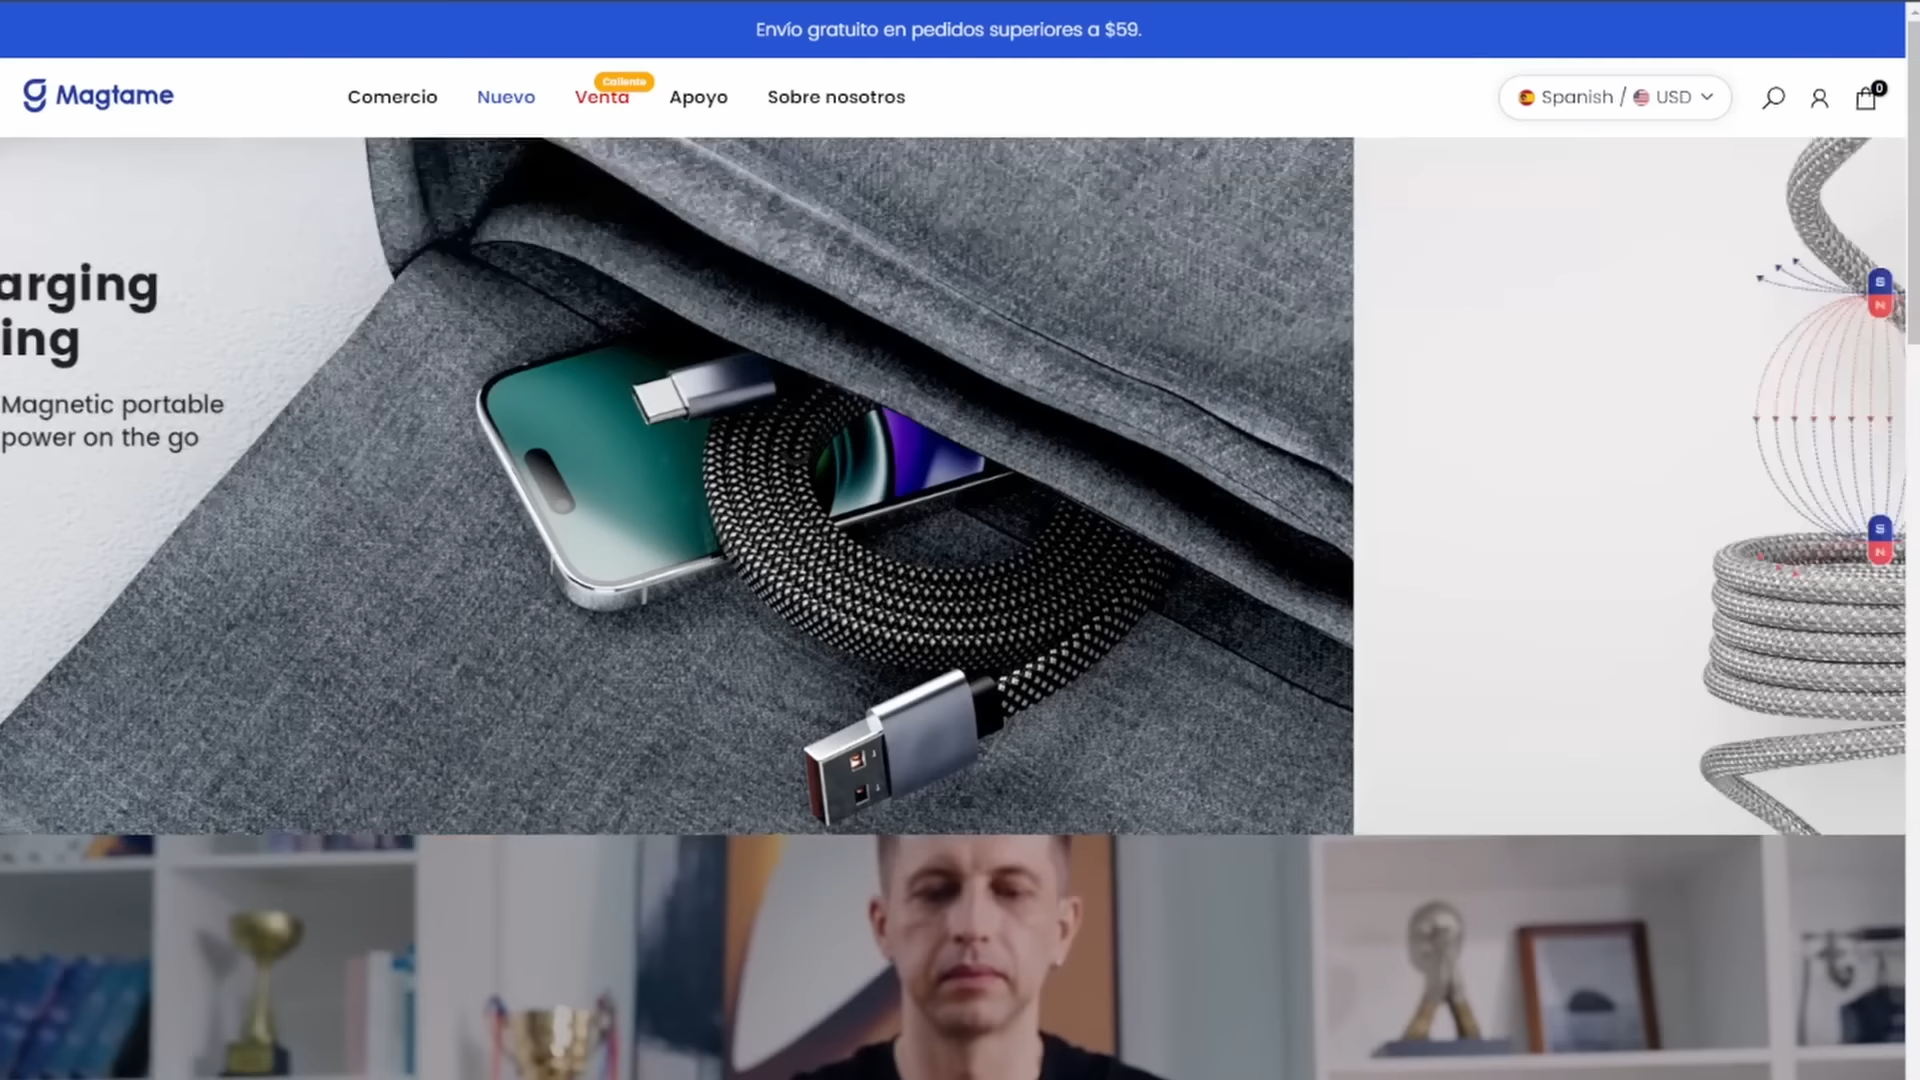 Envío gratuito en pedidos superiores a $59.
Magtame
Comercio
Nuevo
Caliente
Venta
Apoyo
Sobre nosotros
Spanish / USD
0
arging
ing
Magnetic portable
power on the go
S
N
S
N